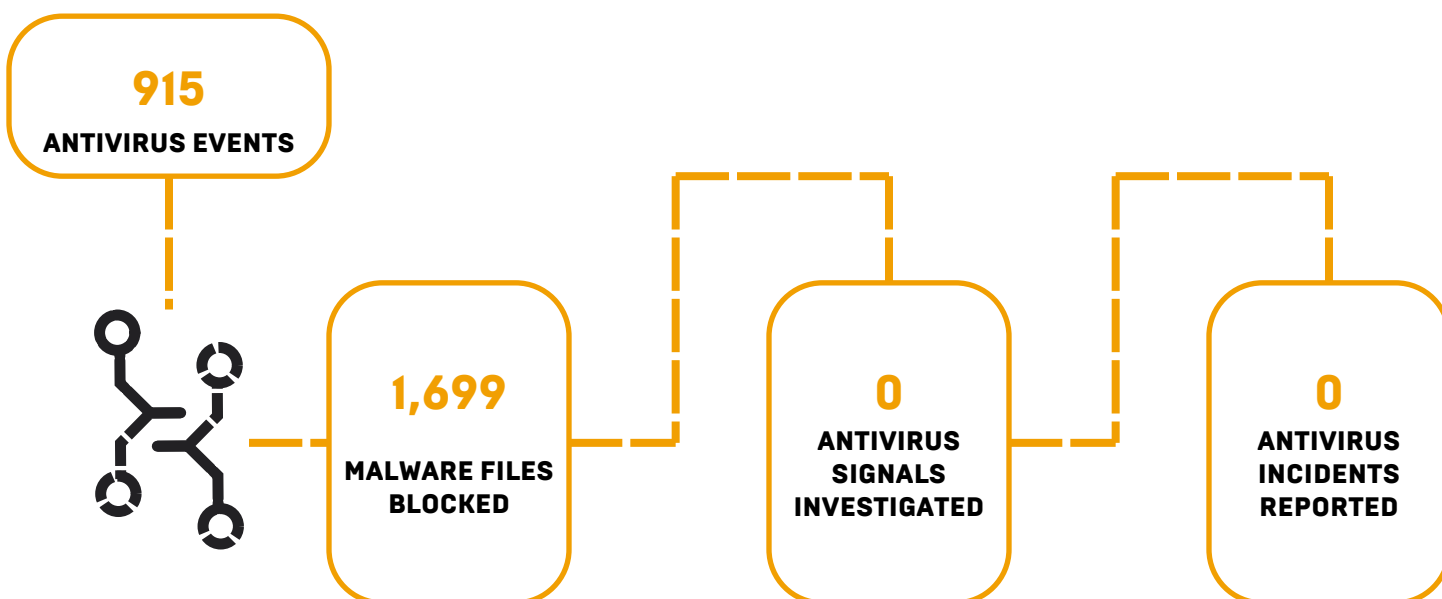 915
ANTIVIRUS EVENTS
1,699
MALWARE FILES
BLOCKED
0
ANTIVIRUS
SIGNALS
INVESTIGATED
0
ANTIVIRUS
INCIDENTS
REPORTED